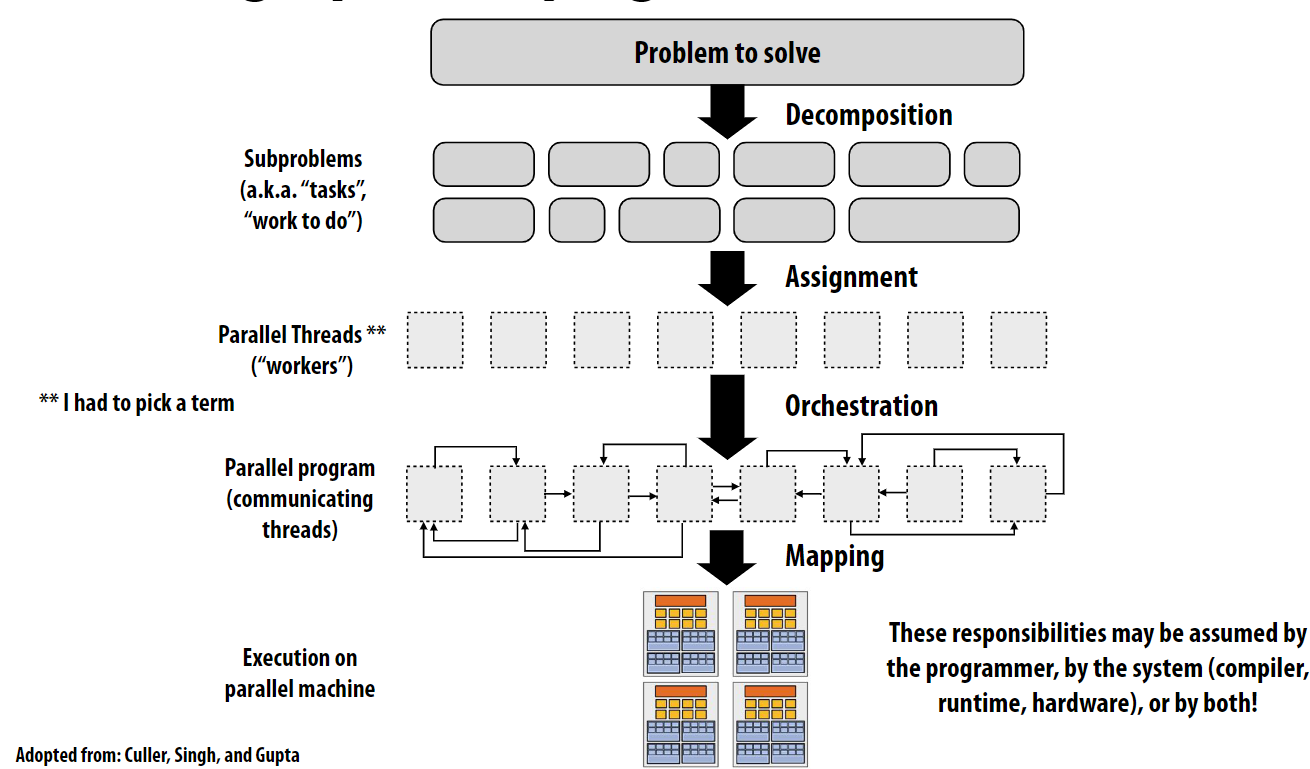 Problem to solve
Decomposition
Subproblems
(a.k.a. “tasks”,
“work to do”)
Assignment
Parallel Threads **
(“workers”)
** I had to pick a term
Orchestration
Parallel program
(communicating
threads)
Mapping
These responsibilities may be assumed by
the programmer, by the system (compiler,
runtime, hardware), or by both!
Execution on
parallel machine
Adopted from: Culler, Singh, and Gupta